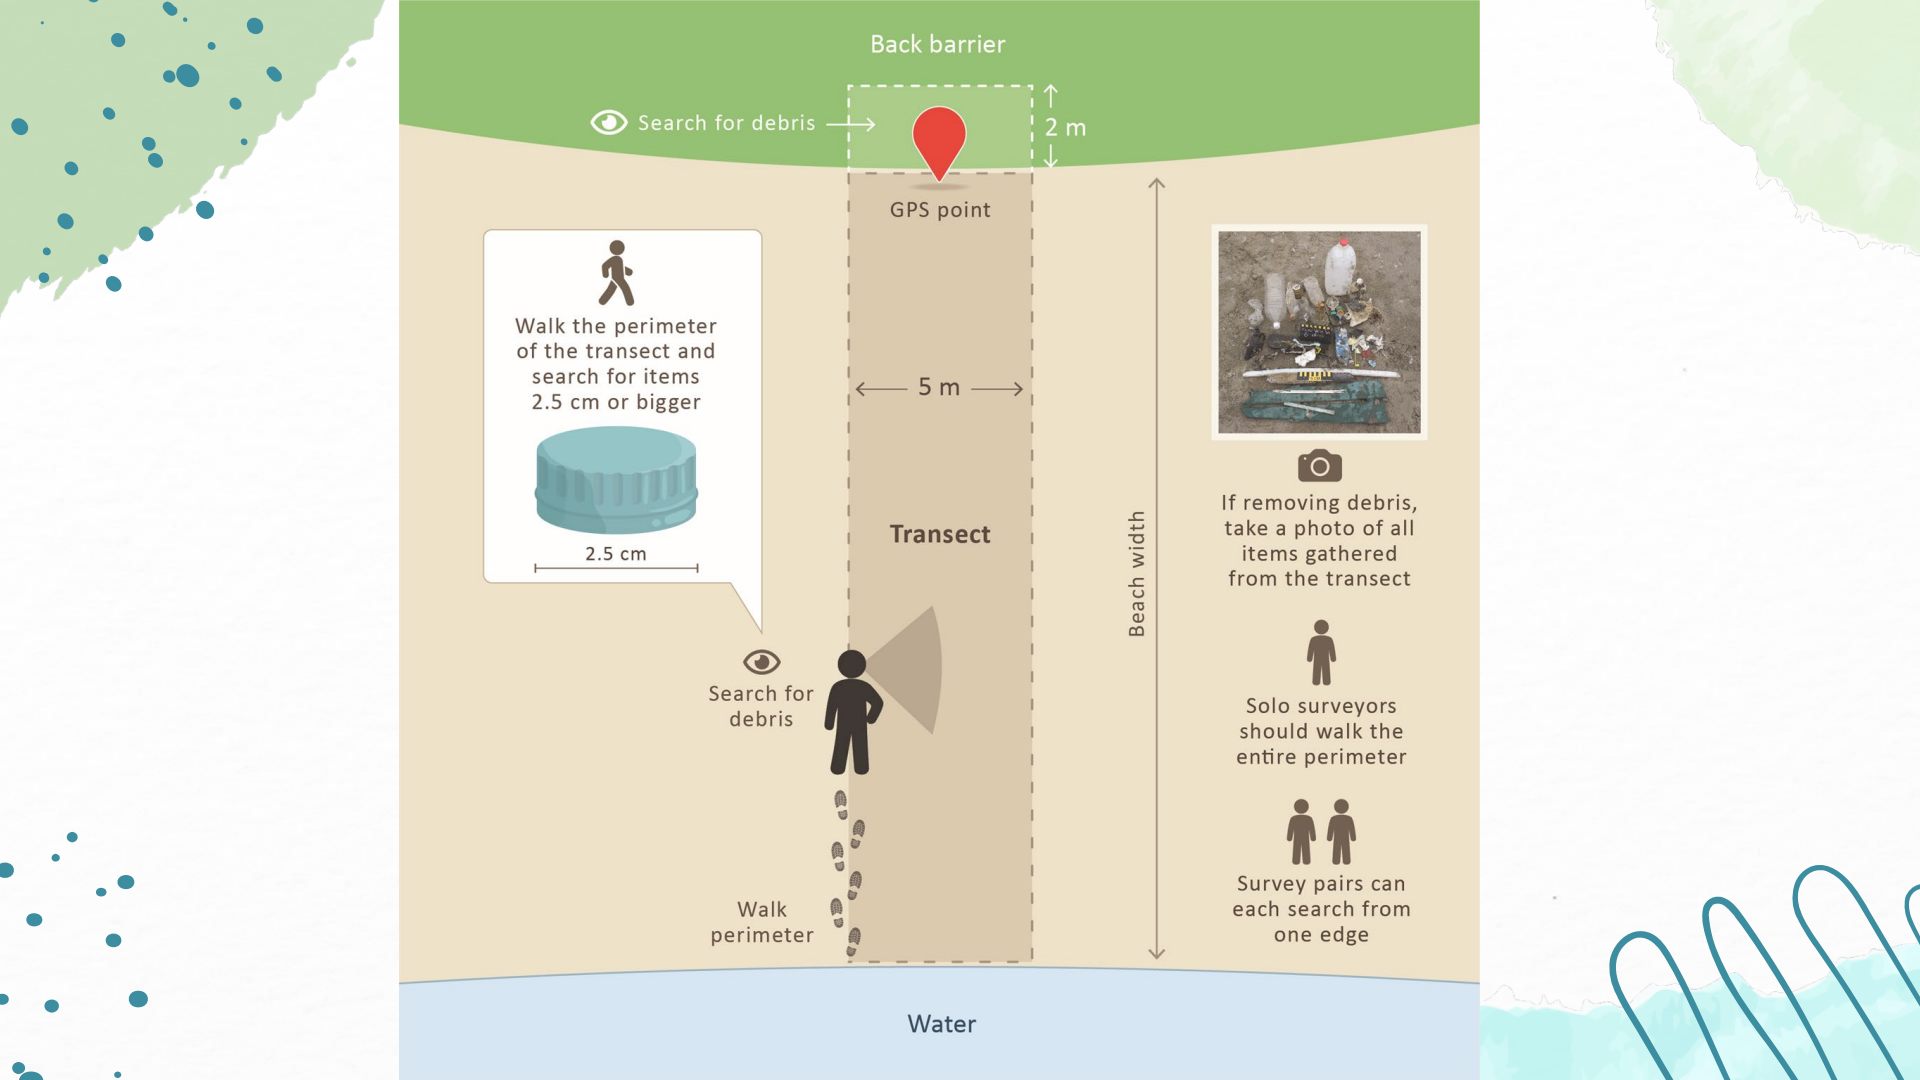 Back barrier
Search for debris
2 m
GPS point
Walk the perimeter
of the transect and
search for items
2.5 cm or bigger
2.5 cm
5 m
Transect
Beach width
Search for
debris
Walk
perimeter
If removing debris,
take a photo of all
items gathered
from the transect
Solo surveyors
should walk the
entire perimeter
Survey pairs can
each search from
one edge
Water